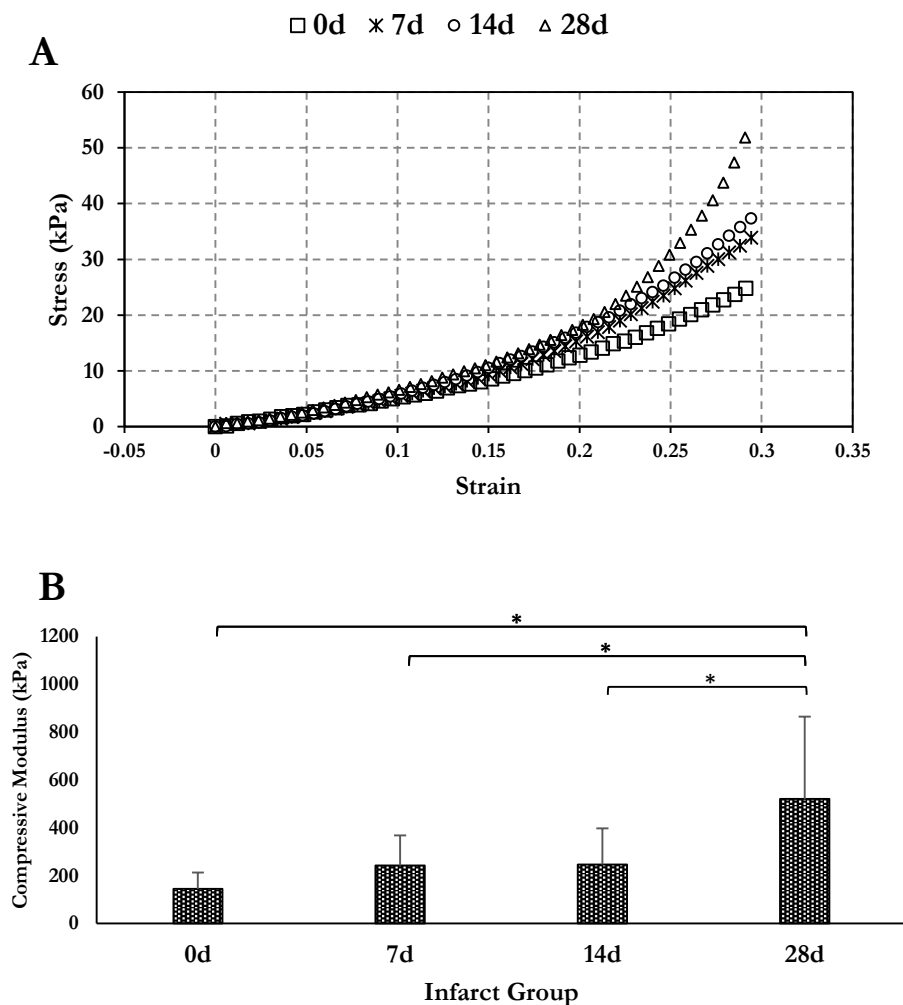 0d 7d 14d 28d
A
60
50
40
30
20
10
0
Stress (kPa)
-0.05 0 0.05 0.1 0.15 0.2 0.25 0.3 0.35
Strain
B
*
*
*
1200
1000
800
600
400
200
0
Compressive Modulus (kPa)
0d 7d 14d 28d
Infarct Group